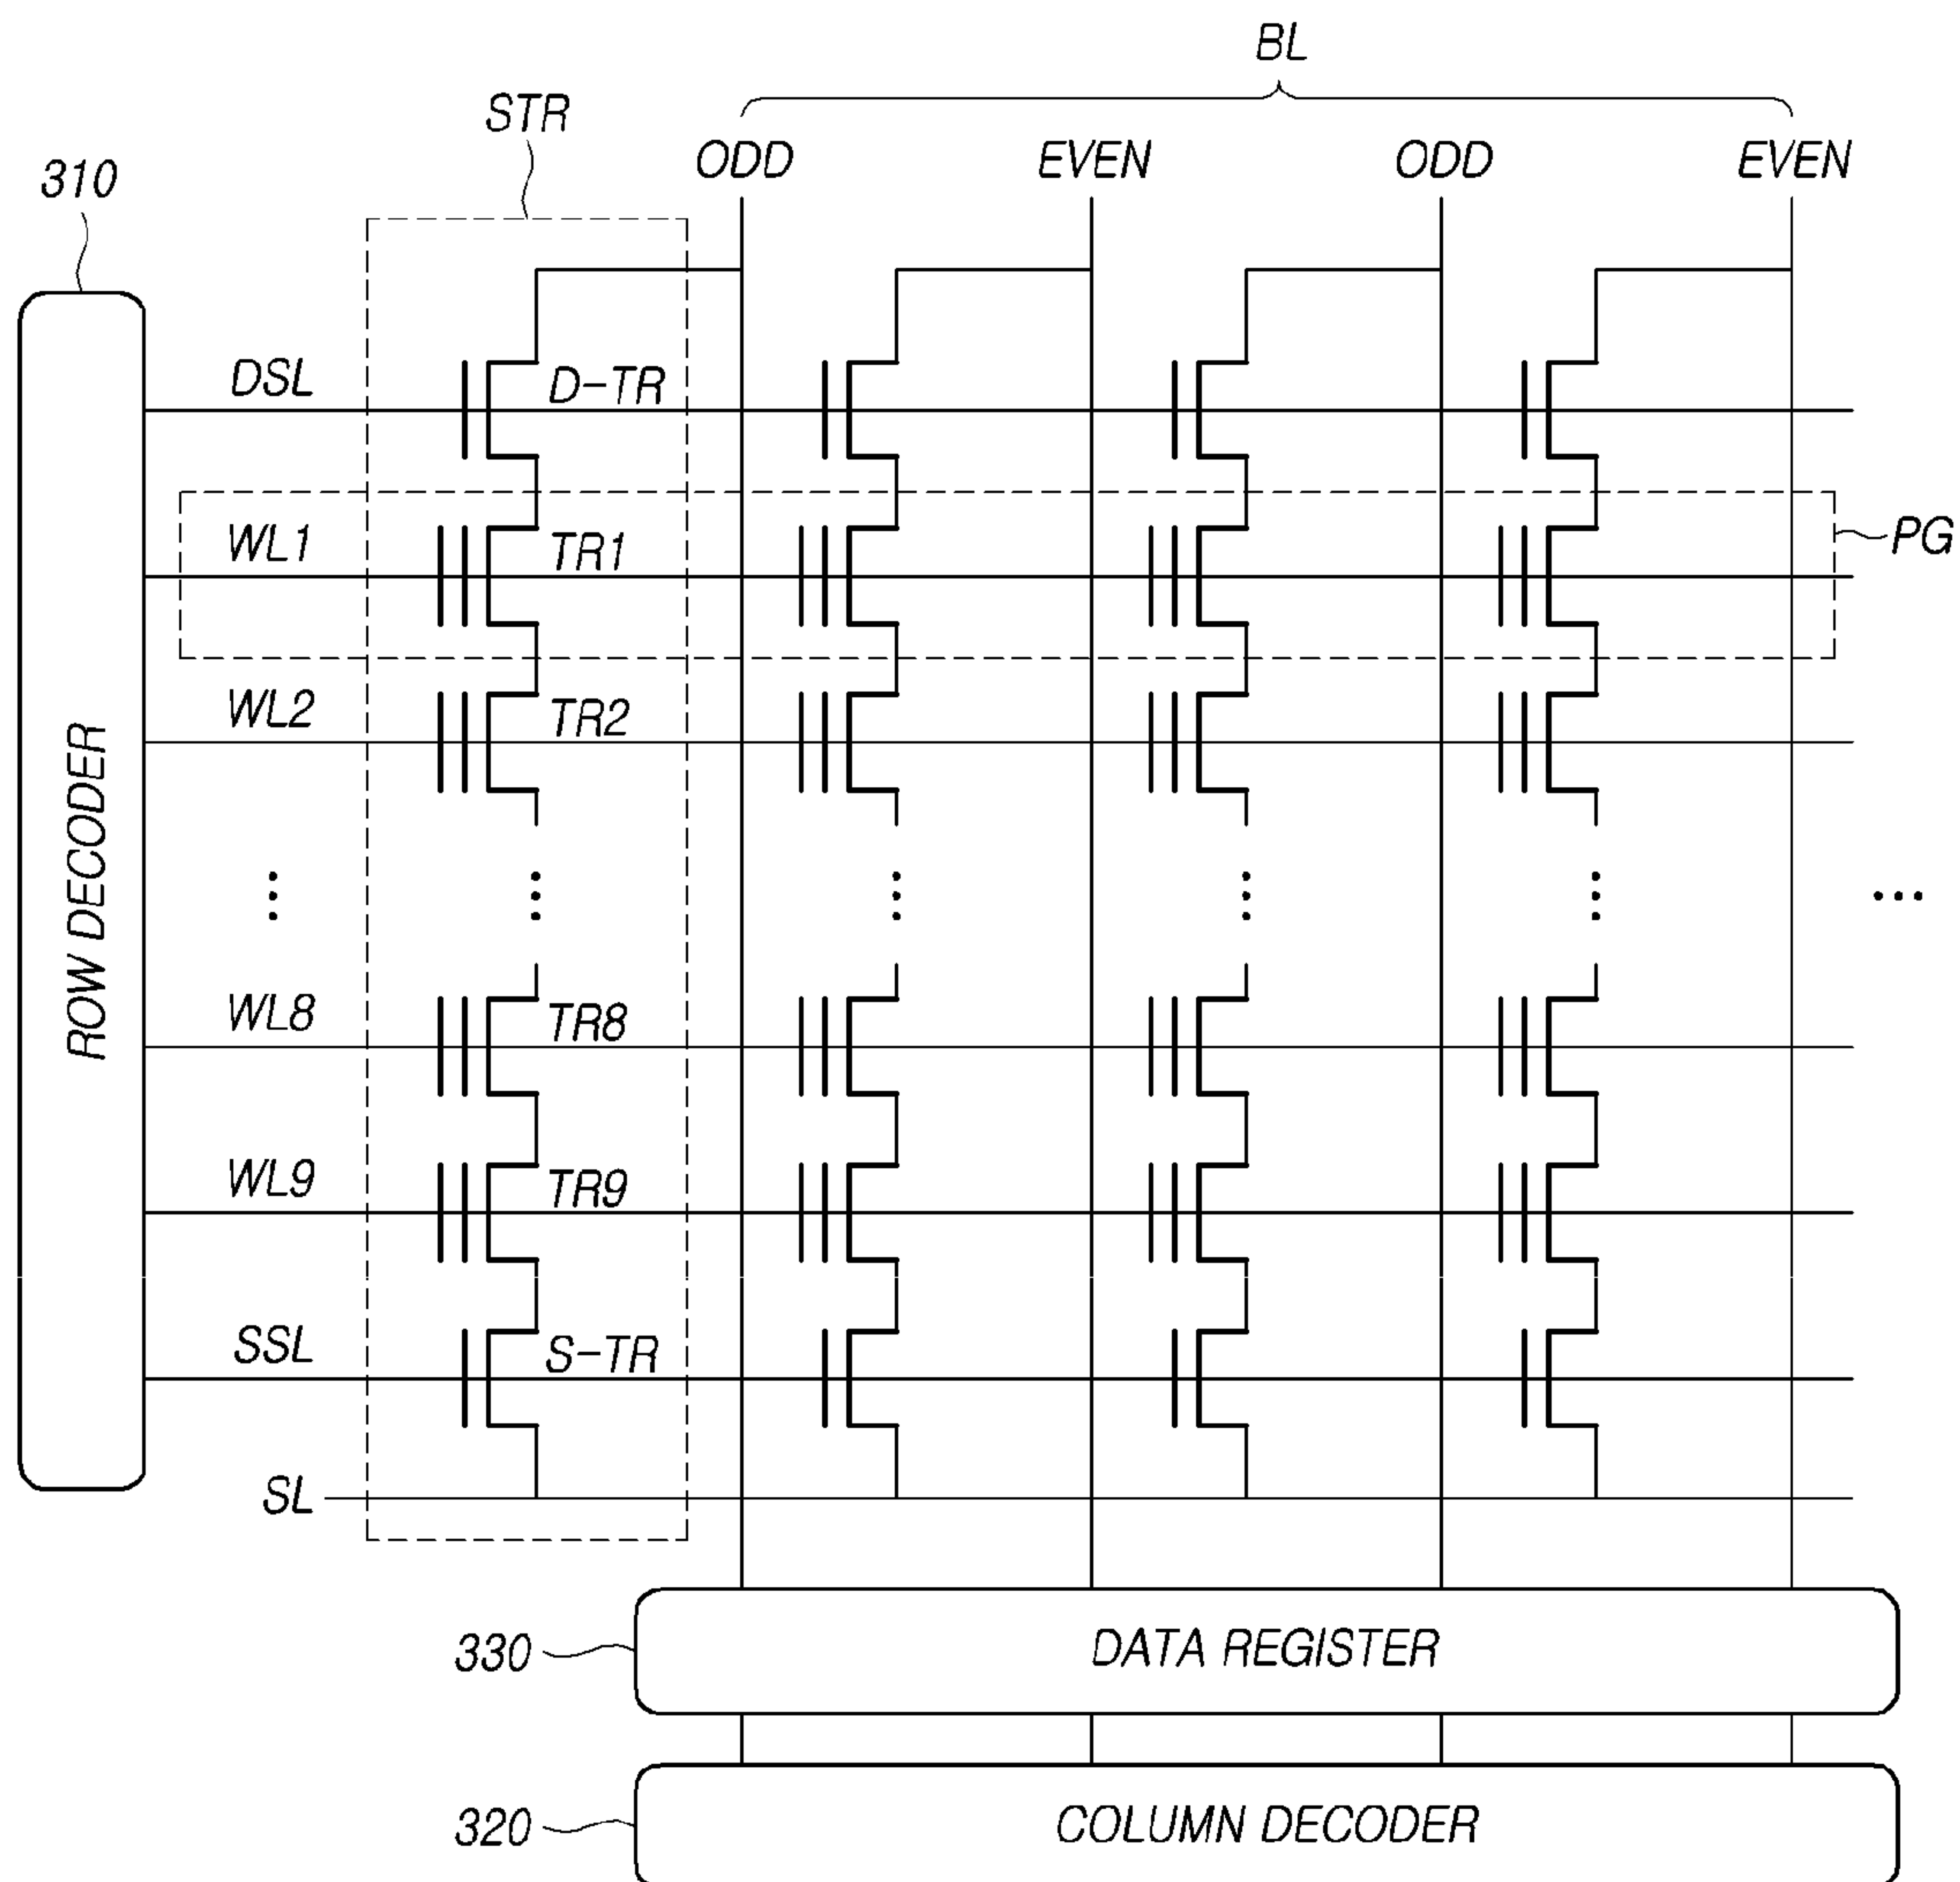 BL
STR
ODD EVEN ODD EVEN
310
DSL D-TR
WL1 TR1 PG
WL2 TR2
ROW DECODER
WL8 TR8
WL9 TR9
SSL S-TR
SL
330 DATA REGISTER
320 COLUMN DECODER